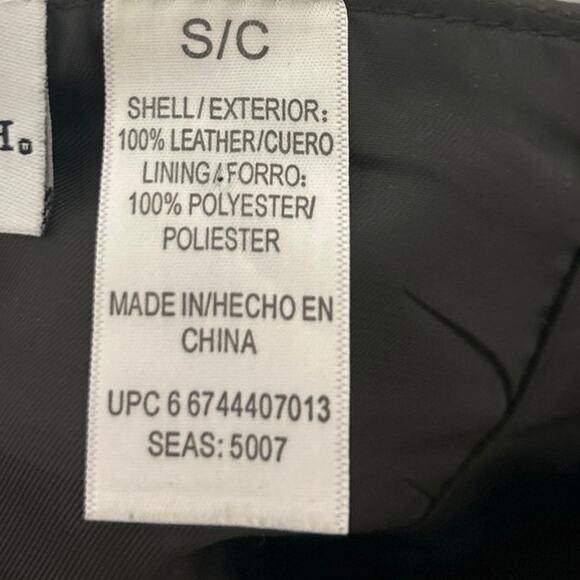 S/C
SHELL/EXTERIOR:
100% LEATHER/CUERO
LINING/FORRO:
100% POLYESTER/
POLIESTER
MADE IN/HECHO EN
CHINA
UPC 6 6744407013
SEAS: 5007